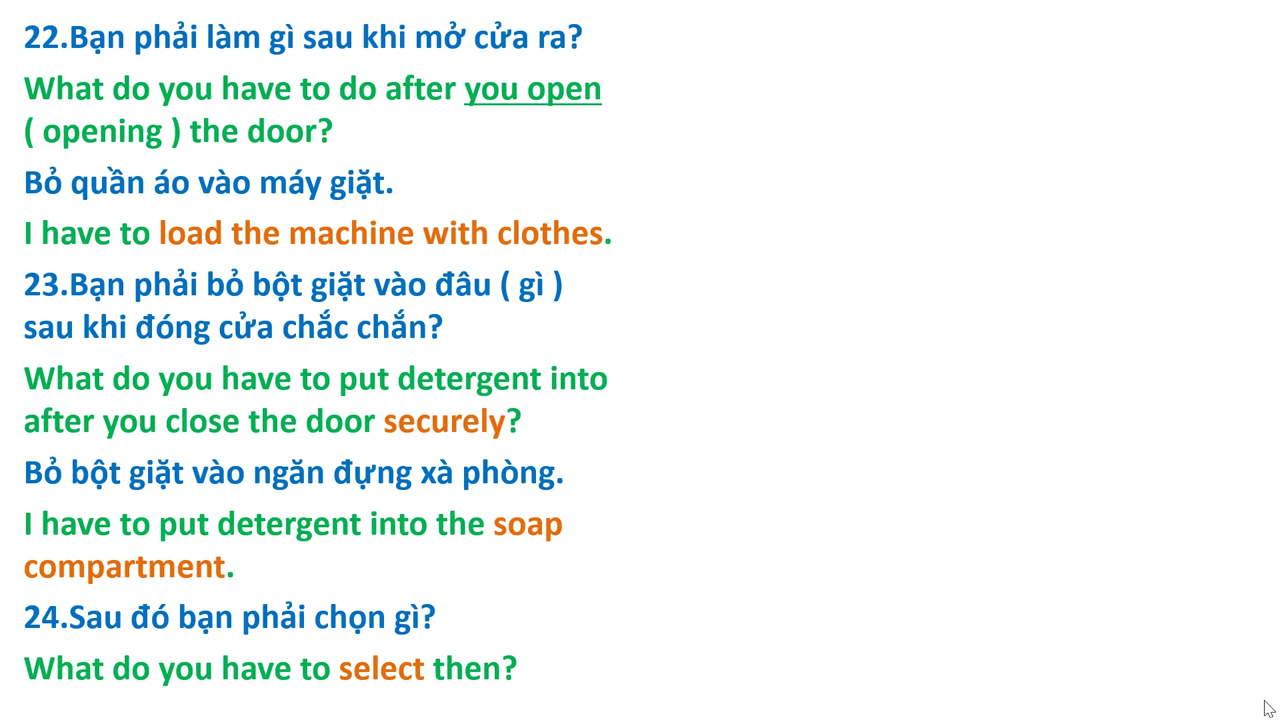 22.Bạn phải làm gì sau khi mở cửa ra?
What do you have to do after you open
( opening ) the door?
Bỏ quần áo vào máy giặt.
I have to load the machine with clothes.
23.Bạn phải bỏ bột giặt vào đâu ( gì )
sau khi đóng cửa chắc chắn?
What do you have to put detergent into
after you close the door securely?
Bỏ bột giặt vào ngăn đựng xà phòng.
I have to put detergent into the soap
compartment.
24.Sau đó bạn phải chọn gì?
What do you have to select then?